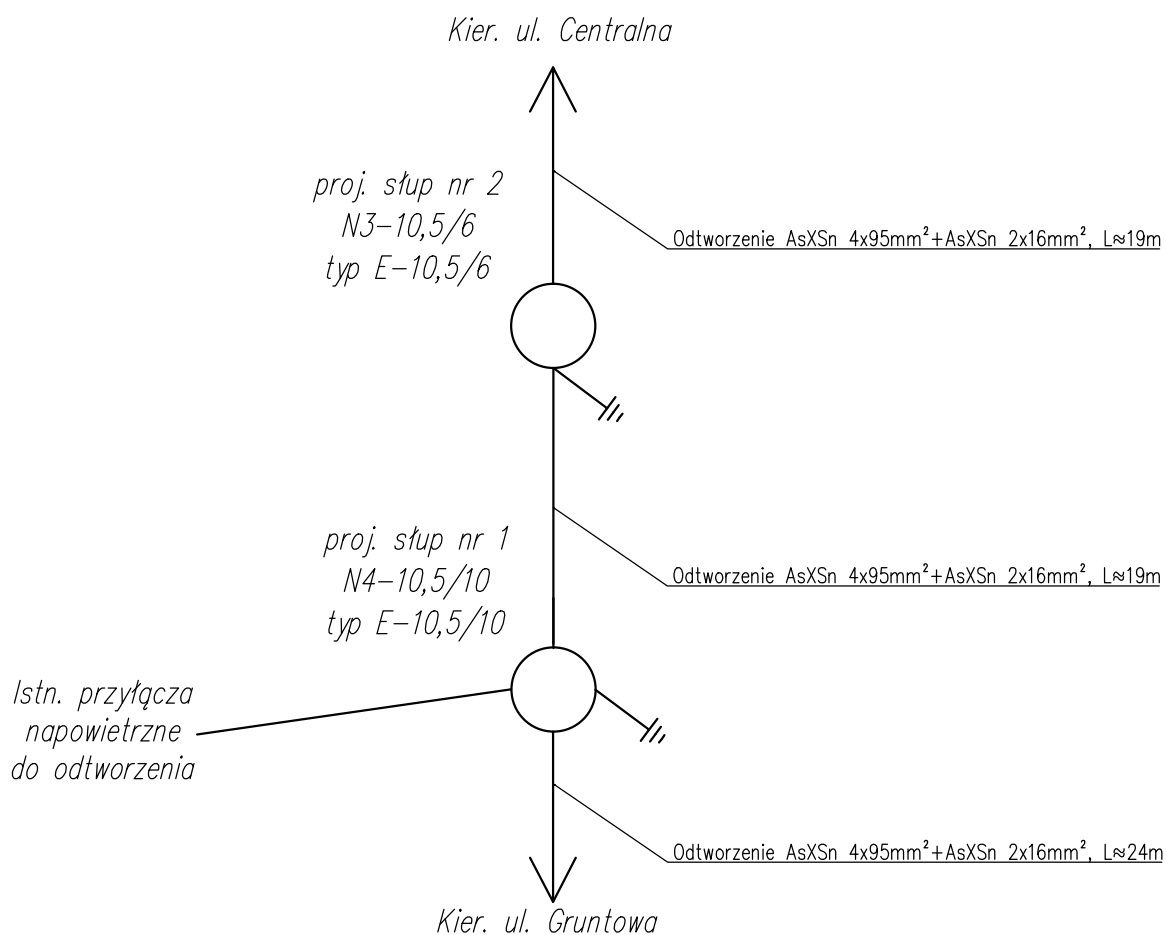 Kier. ul. Centralna
proj. słup nr 2
N3-10,5/6
typ E-10,5/6
Odtworzenie AsXSn 4x95mm²+AsXSn 2x16mm², L≈19m
proj. słup nr 1
N4-10,5/10
typ E-10,5/10
Odtworzenie AsXSn 4x95mm²+AsXSn 2x16mm², L≈19m
Istn. przyłącza
napowietrzne
do odtworzenia
Odtworzenie AsXSn 4x95mm²+AsXSn 2x16mm², L≈24m
Kier. ul. Gruntowa